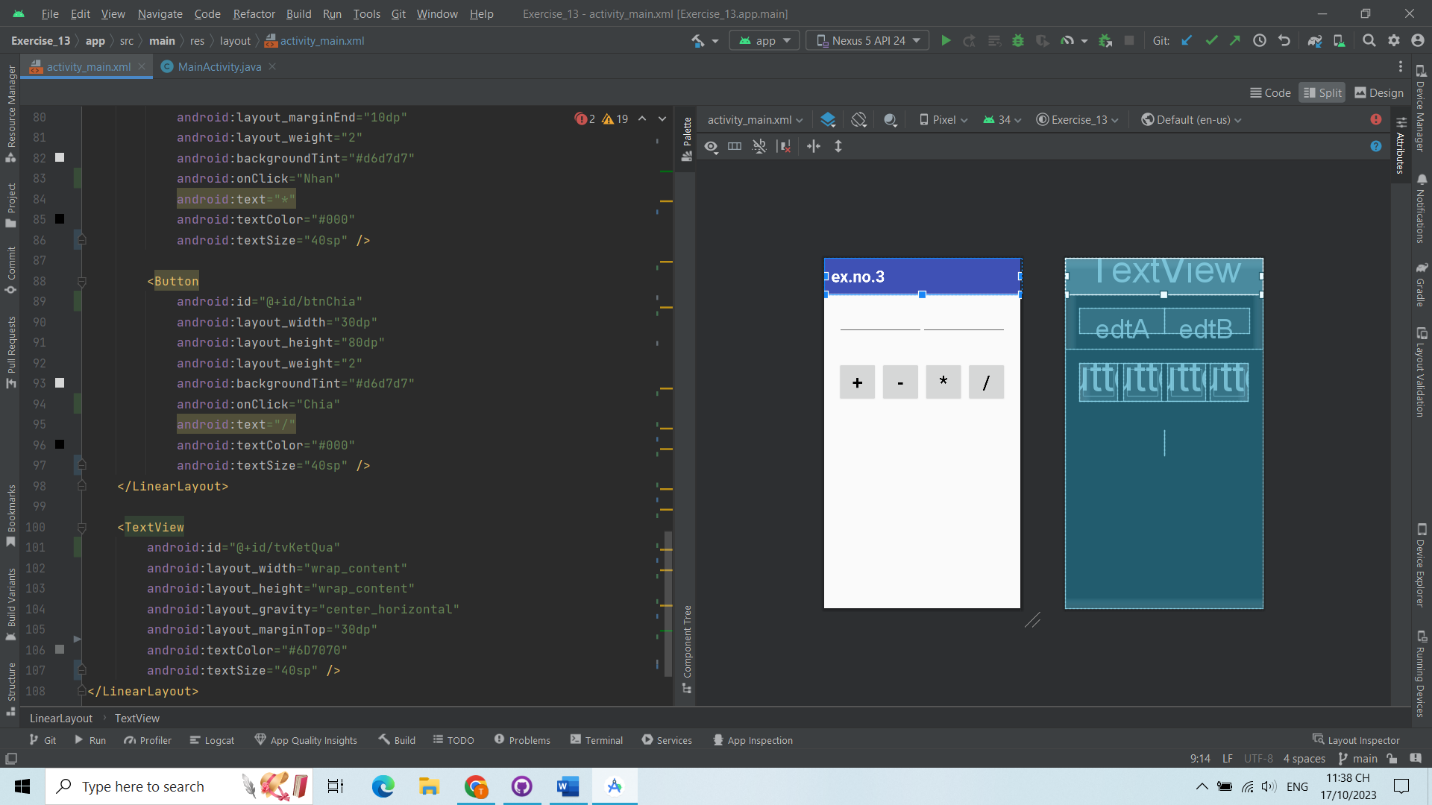 File Edit View Navigate Code Refactor Build Run Tools Git Window Help Exercise_13 - activity_main.xml [Exercise_13.app.main]
Exercise_13 app src main res layout activity_main.xml app Nexus 5 API 24 Git:
activity_main.xml MainActivity.java
Code Split Design
80 android:layout_marginEnd="10dp" 2 19
81 android:layout_weight="2"
82 android:backgroundTint="#d6d7d7"
83 android:onClick="Nhan"
84 android:text="*"
85 android:textColor="#000"
86 android:textSize="40sp" />
87
88 <Button
89 android:id="@+id/btnChia"
90 android:layout_width="30dp"
91 android:layout_height="80dp"
92 android:layout_weight="2"
93 android:backgroundTint="#d6d7d7"
94 android:onClick="Chia"
95 android:text="/"
96 android:textColor="#000"
97 android:textSize="40sp" />
98 </LinearLayout>
99
100 <TextView
101 android:id="@+id/tvKetQua"
102 android:layout_width="wrap_content"
103 android:layout_height="wrap_content"
104 android:layout_gravity="center_horizontal"
105 android:layout_marginTop="30dp"
106 android:textColor="#6D7070"
107 android:textSize="40sp" />
108 </LinearLayout>
LinearLayout TextView
activity_main.xml Pixel 34 Exercise_13 Default (en-us)
ex.no.3
+ - * /
TextView
edtA edtB
Resource Manager
Project
Commit
Pull Requests
Bookmarks
Build Variants
Structure
Palette
Component Tree
Attributes
Device Manager
Notifications
Gradle
Layout Validation
Device Explorer
Running Devices
Git Run Profiler Logcat App Quality Insights Build TODO Problems Terminal Services App Inspection Layout Inspector
9:14 LF UTF-8 4 spaces main
Type here to search
ENG
11:38 CH
17/10/2023